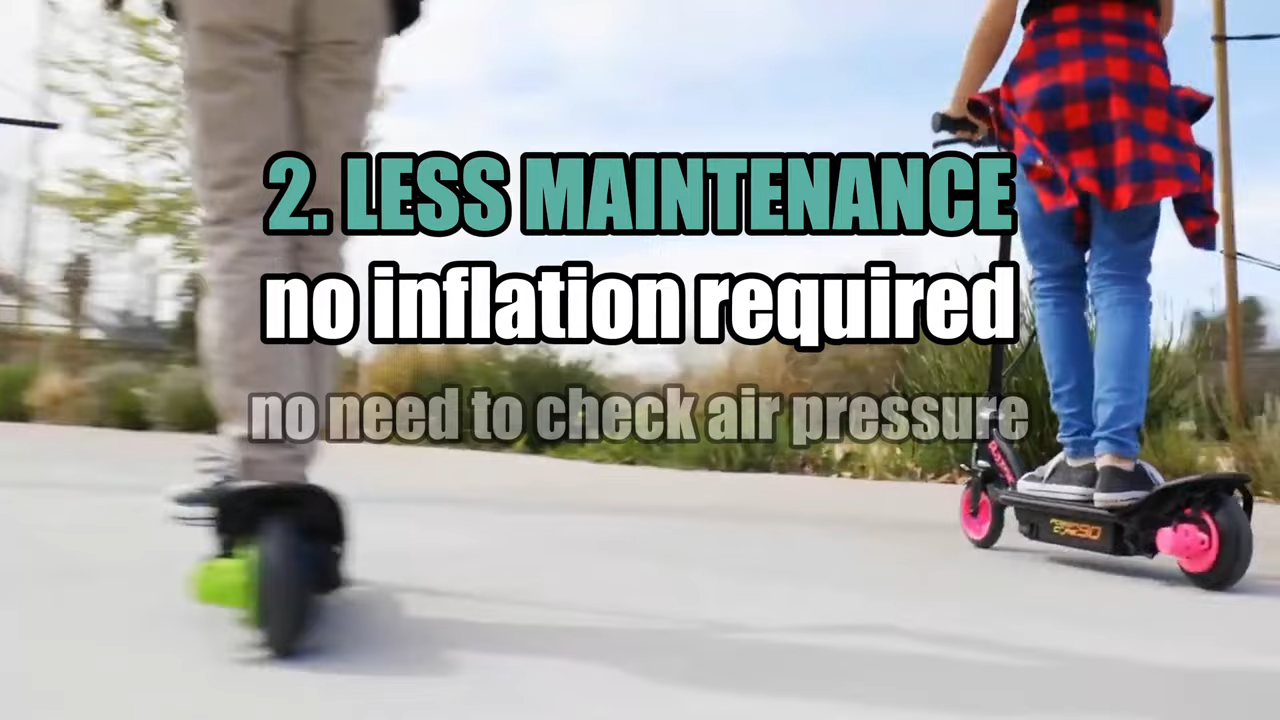 2. LESS MAINTENANCE
no inflation required
no need to check air pressure